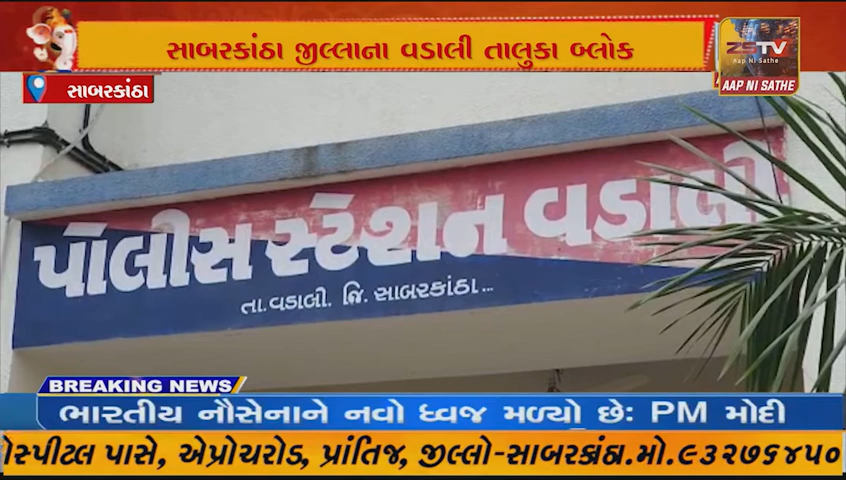 સાબરકાંઠા જીલ્લાના વડાલી તાલુકા બ્લોક
ZSTV
Aap Ni Sathe
AAP NI SATHE
સાબરકાંઠા
પોલીસ સ્ટેશન વડાલી
તા. વડાલી. જિ. સાબરકાંઠા...
BREAKING NEWS
ભારતીય નૌસેનાને નવો ધ્વજ મળ્યો છેઃ PM મોદી
હોસ્પીટલ પાસે, એપ્રોચરોડ, પ્રાંતિજ, જીલ્લો-સાબરકાંઠા.મો.૯૩૨૭૬૪૫૦